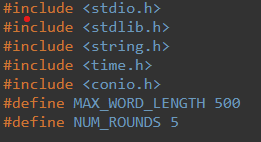 #include <stdio.h>
#include <stdlib.h>
#include <string.h>
#include <time.h>
#include <conio.h>
#define MAX_WORD_LENGTH 500
#define NUM_ROUNDS 5